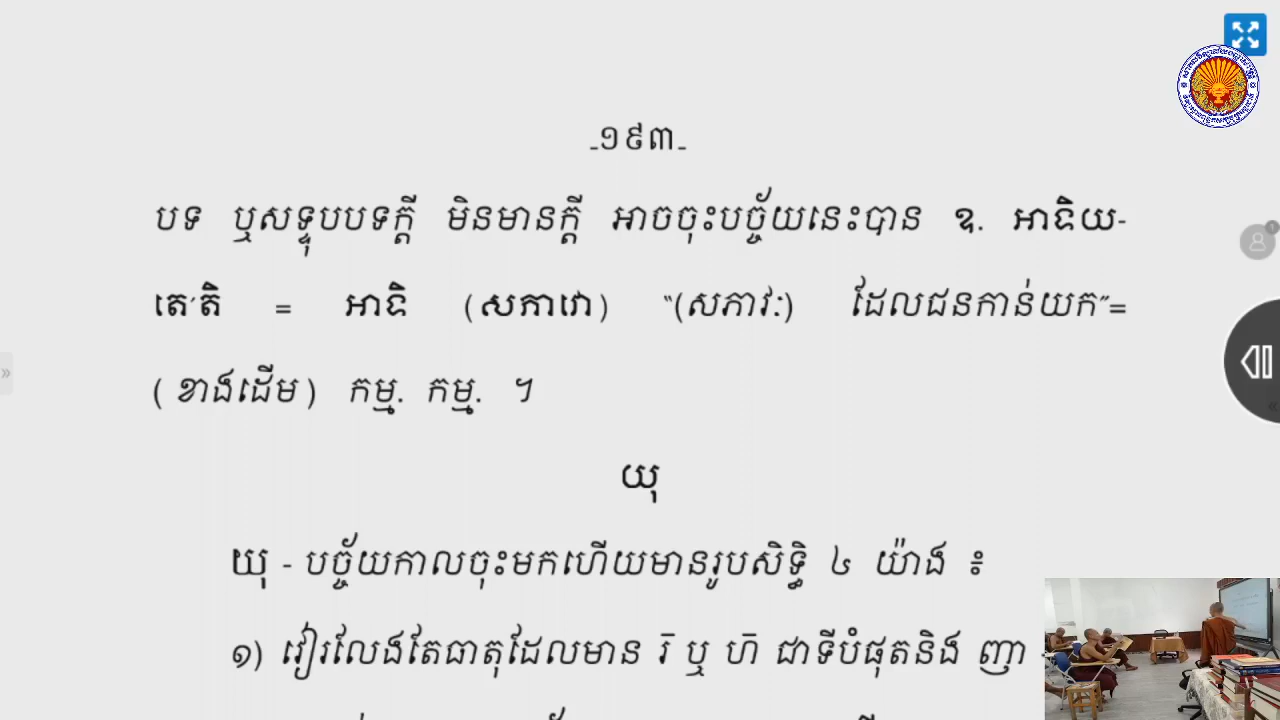 -១៩៣-
បទ ឬសទ្ទុបបទក្ដី មិនមានក្ដី អាចចុះបច្ច័យនេះបាន ឧ. អាទិយ-
តេ´តិ = អាទិ (សភាវោ) “(សភាវៈ) ដែលជនកាន់យក”=
(ខាងដើម) កម្ម. កម្ម. ។
យុ
យុ - បច្ច័យកាលចុះមកហើយមានរូបសិទ្ធិ ៤ យ៉ាង ៖
១) វៀរលែងតែធាតុដែលមាន រ៑ ឬ ហ៑ ជាទីបំផុតនិង ញា